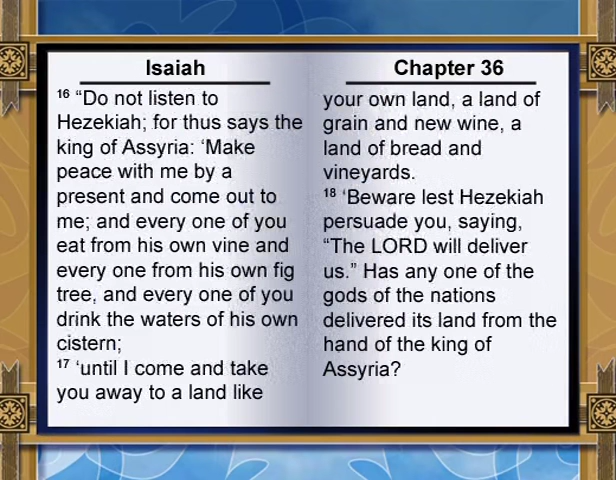 Isaiah
16 “Do not listen to
Hezekiah; for thus says the
king of Assyria: ‘Make
peace with me by a
present and come out to
me; and every one of you
eat from his own vine and
every one from his own fig
tree, and every one of you
drink the waters of his own
cistern;
17 ‘until I come and take
you away to a land like
Chapter 36
your own land, a land of
grain and new wine, a
land of bread and
vineyards.
18 ‘Beware lest Hezekiah
persuade you, saying,
“The LORD will deliver
us.” Has any one of the
gods of the nations
delivered its land from the
hand of the king of
Assyria?